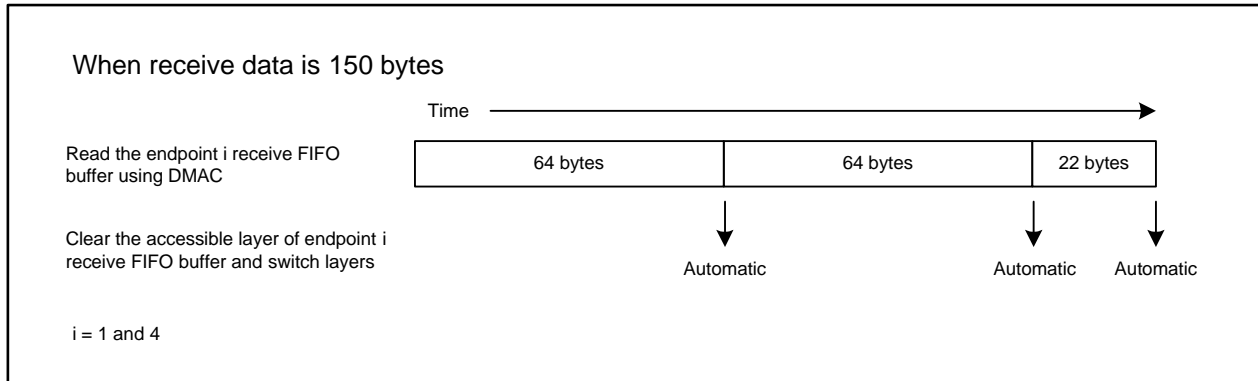 When receive data is 150 bytes
Time
Read the endpoint i receive FIFO
buffer using DMAC
64 bytes
64 bytes
22 bytes
Clear the accessible layer of endpoint i
receive FIFO buffer and switch layers
Automatic
Automatic
Automatic
i = 1 and 4